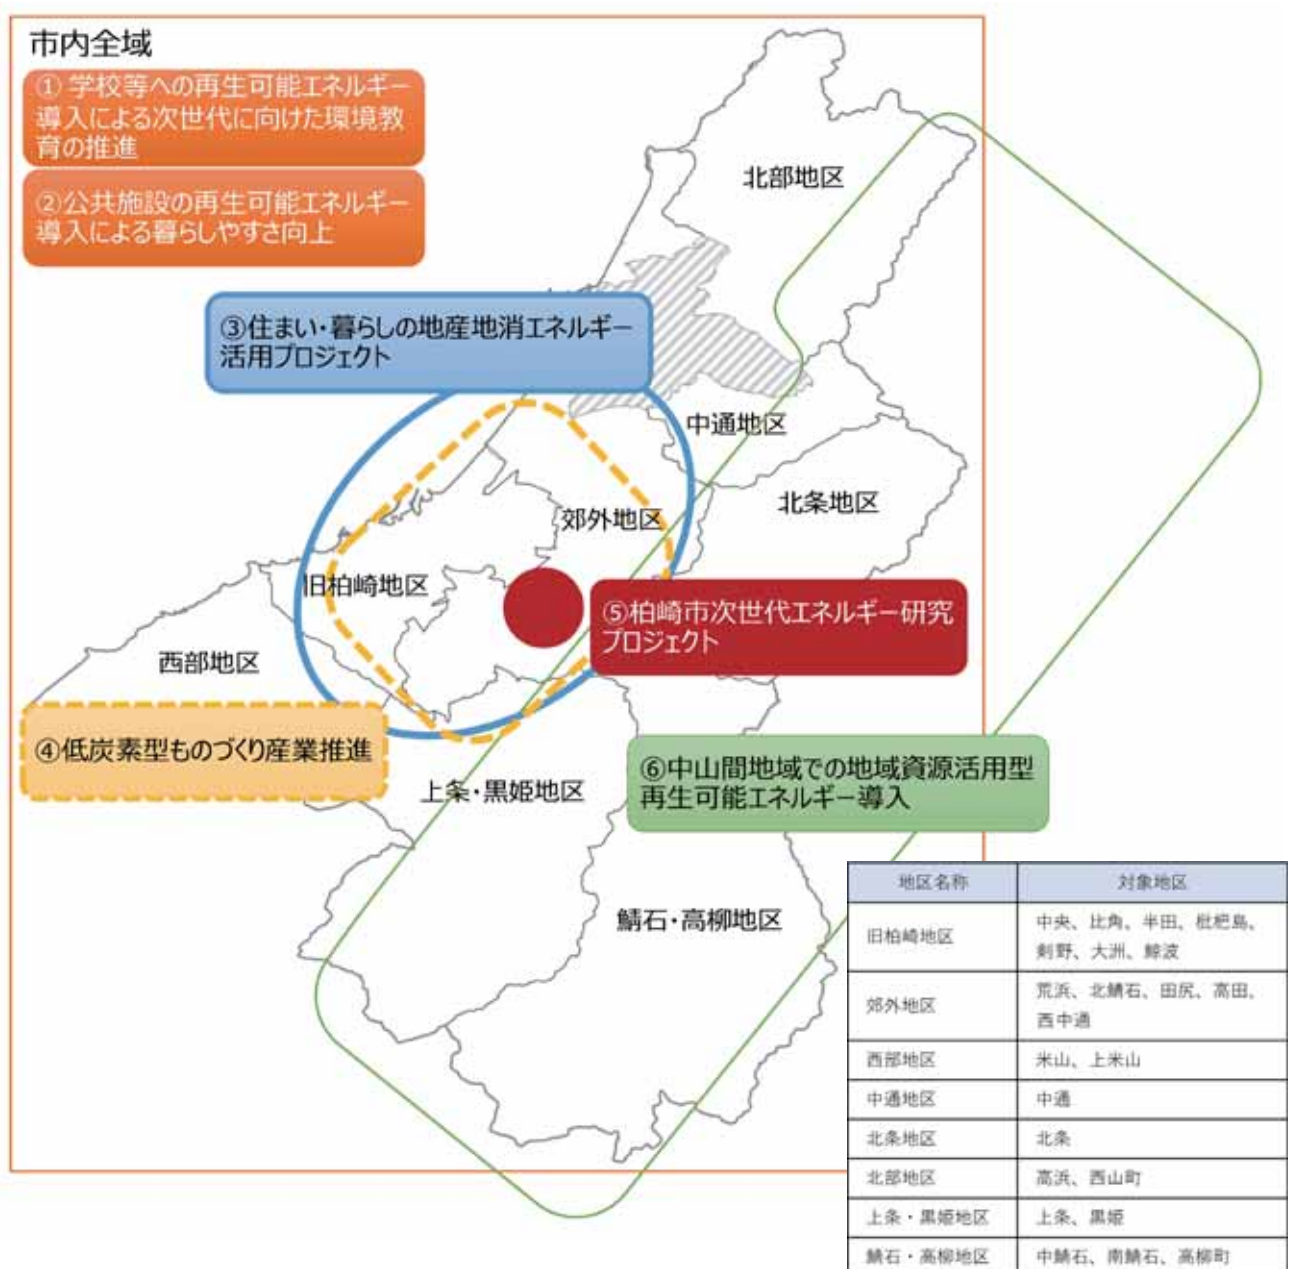 市内全域
① 学校等への再生可能エネルギー
導入による次世代に向けた環境教
育の推進
②公共施設の再生可能エネルギー
導入による暮らしやすさ向上
北部地区
③住まい・暮らしの地産地消エネルギー
活用プロジェクト
中通地区
北条地区
郊外地区
旧柏崎地区
⑤柏崎市次世代エネルギー研究
プロジェクト
西部地区
④低炭素型ものづくり産業推進
⑥中山間地域での地域資源活用型
再生可能エネルギー導入
上条・黒姫地区
鯖石・高柳地区
地区名称 対象地区
旧柏崎地区 中央、比角、半田、枇杷島、
剣野、大洲、鯨波
郊外地区 荒浜、北鯖石、田尻、高田、
西中通
西部地区 米山、上米山
中通地区 中通
北条地区 北条
北部地区 高浜、西山町
上条・黒姫地区 上条、黒姫
鯖石・高柳地区 中鯖石、南鯖石、高柳町